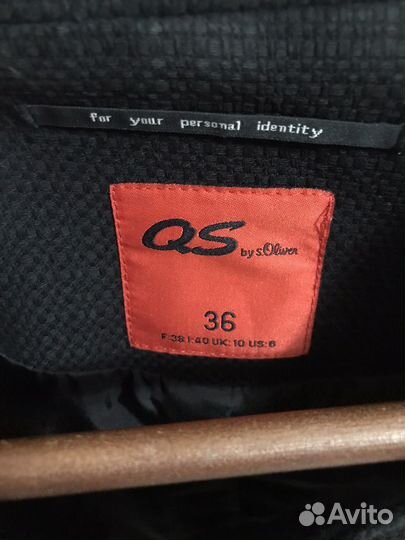 for your personal identity
QS by s.Oliver
36
F:38 I:40 UK:10 US:6
Avito